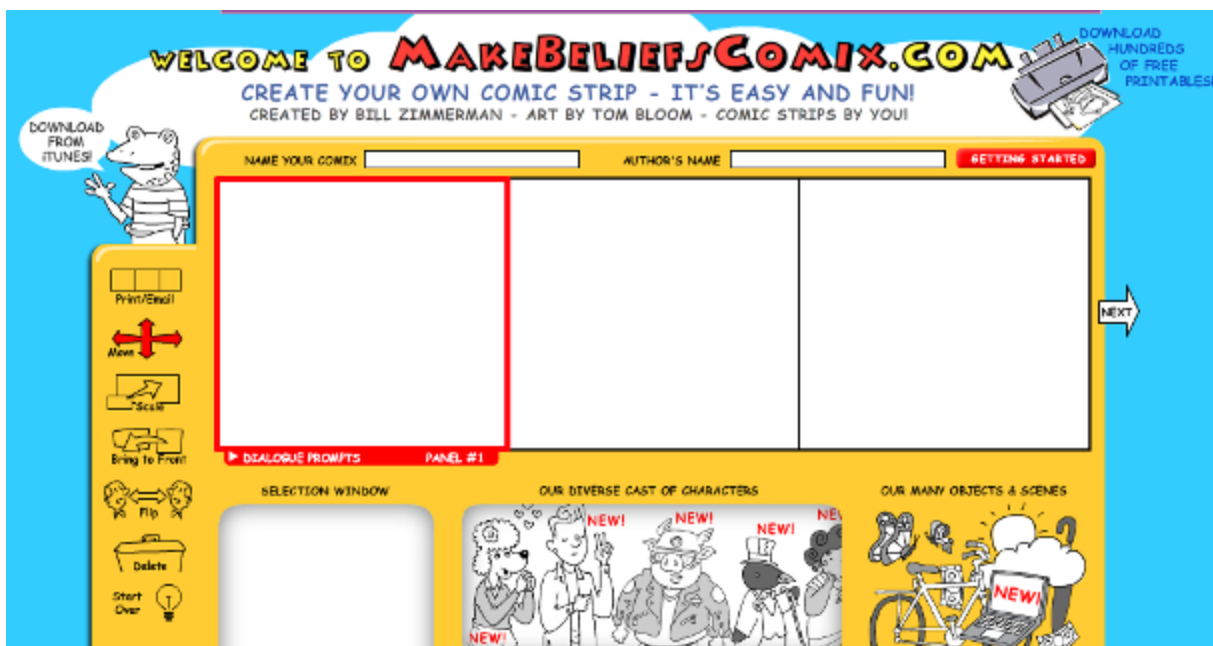 WELCOME TO MAKEBELIEFSCOMIX.COM
CREATE YOUR OWN COMIC STRIP - IT'S EASY AND FUN!
CREATED BY BILL ZIMMERMAN - ART BY TOM BLOOM - COMIC STRIPS BY YOU!
DOWNLOAD
HUNDREDS
OF FREE
PRINTABLES!
DOWNLOAD
FROM
iTUNES!
NAME YOUR COMIX
AUTHOR'S NAME
GETTING STARTED
Print/Email
Move
Scale
Bring to Front
Flip
Delete
Start
Over
NEXT
DIALOGUE PROMPTS PANEL #1
SELECTION WINDOW
OUR DIVERSE CAST OF CHARACTERS
OUR MANY OBJECTS & SCENES
NEW!
NEW!
NEW!
NEW!
NEW!